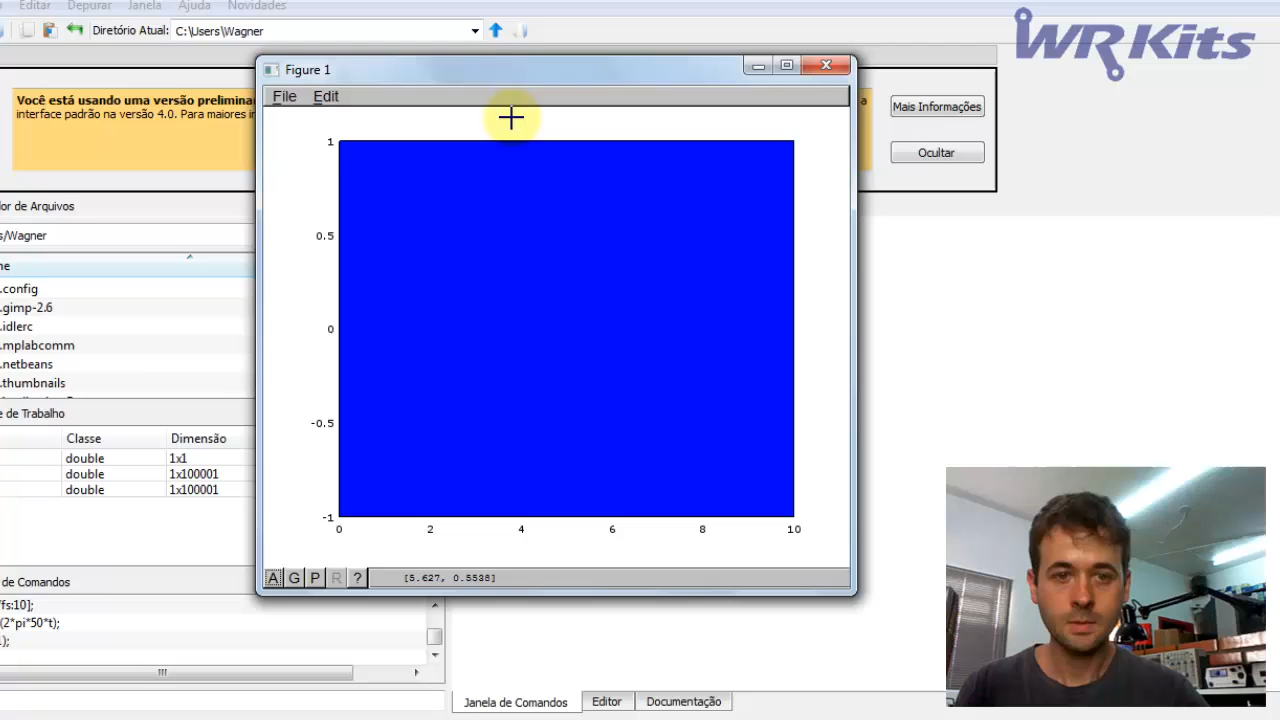 Editar Depurar Janela Ajuda Novidades
Diretório Atual: C:\Users\Wagner
WR Kits
Figure 1
File Edit
Você está usando uma versão prelimina
interface padrão na versão 4.0. Para maiores i
a
Mais Informações
Ocultar
or de Arquivos
s/Wagner
me
.config
.gimp-2.6
.idlerc
.mplabcomm
.netbeans
.thumbnails
e de Trabalho
Classe Dimensão
double 1x1
double 1x100001
double 1x100001
de Comandos
fs:10];
(2*pi*50*t);
);
1
0.5
0
-0.5
-1
0 2 4 6 8 10
A G P R ? [5.627, 0.5538]
Janela de Comandos Editor Documentação